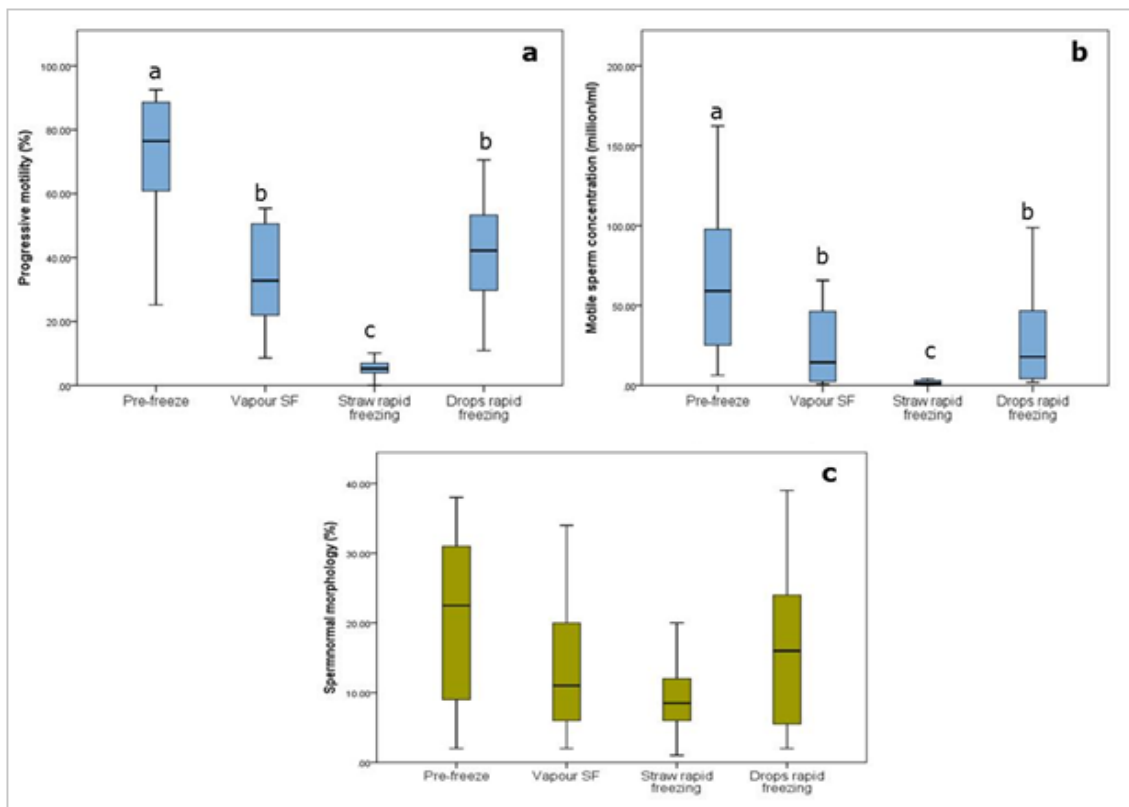 a
100.00
80.00
60.00
40.00
20.00
.00
Progressive motility (%)
a
b
c
b
Pre-freeze
Vapour SF
Straw rapid
freezing
Drops rapid
freezing
b
200.00
150.00
100.00
50.00
.00
Motile sperm concentration (million/ml)
a
b
c
b
Pre-freeze
Vapour SF
Straw rapid
freezing
Drops rapid
freezing
c
40.00
30.00
20.00
10.00
.00
Spermnormal morphology (%)
Pre-freeze
Vapour SF
Straw rapid
freezing
Drops rapid
freezing